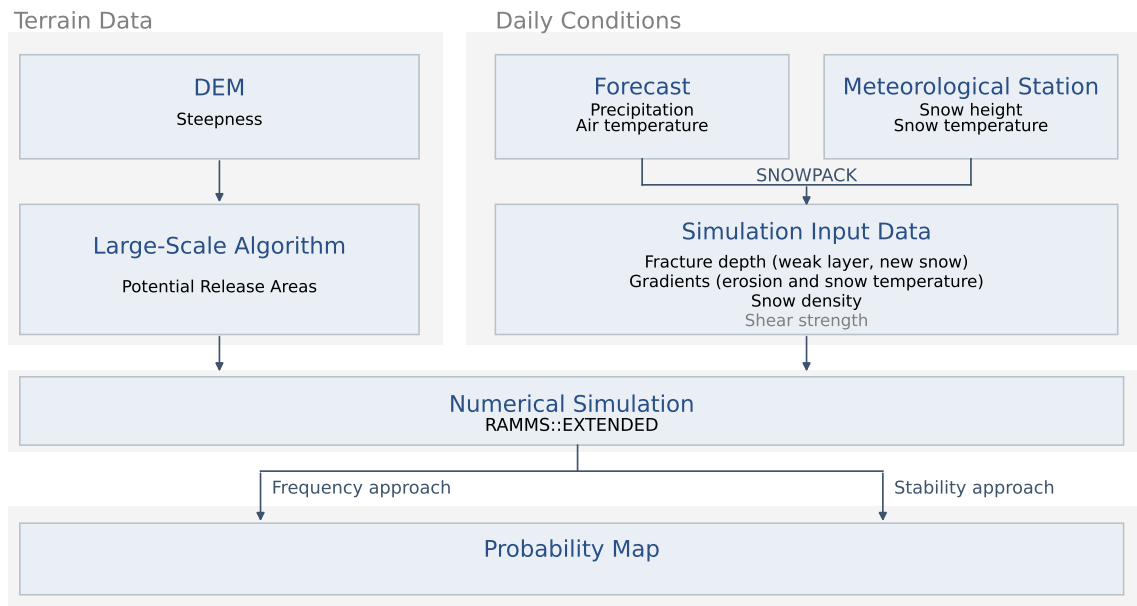 Terrain Data
DEM
Steepness
Large-Scale Algorithm
Potential Release Areas
Daily Conditions
Forecast
Precipitation
Air temperature
Meteorological Station
Snow height
Snow temperature
SNOWPACK
Simulation Input Data
Fracture depth (weak layer, new snow)
Gradients (erosion and snow temperature)
Snow density
Shear strength
Numerical Simulation
RAMMS::EXTENDED
Frequency approach
Stability approach
Probability Map